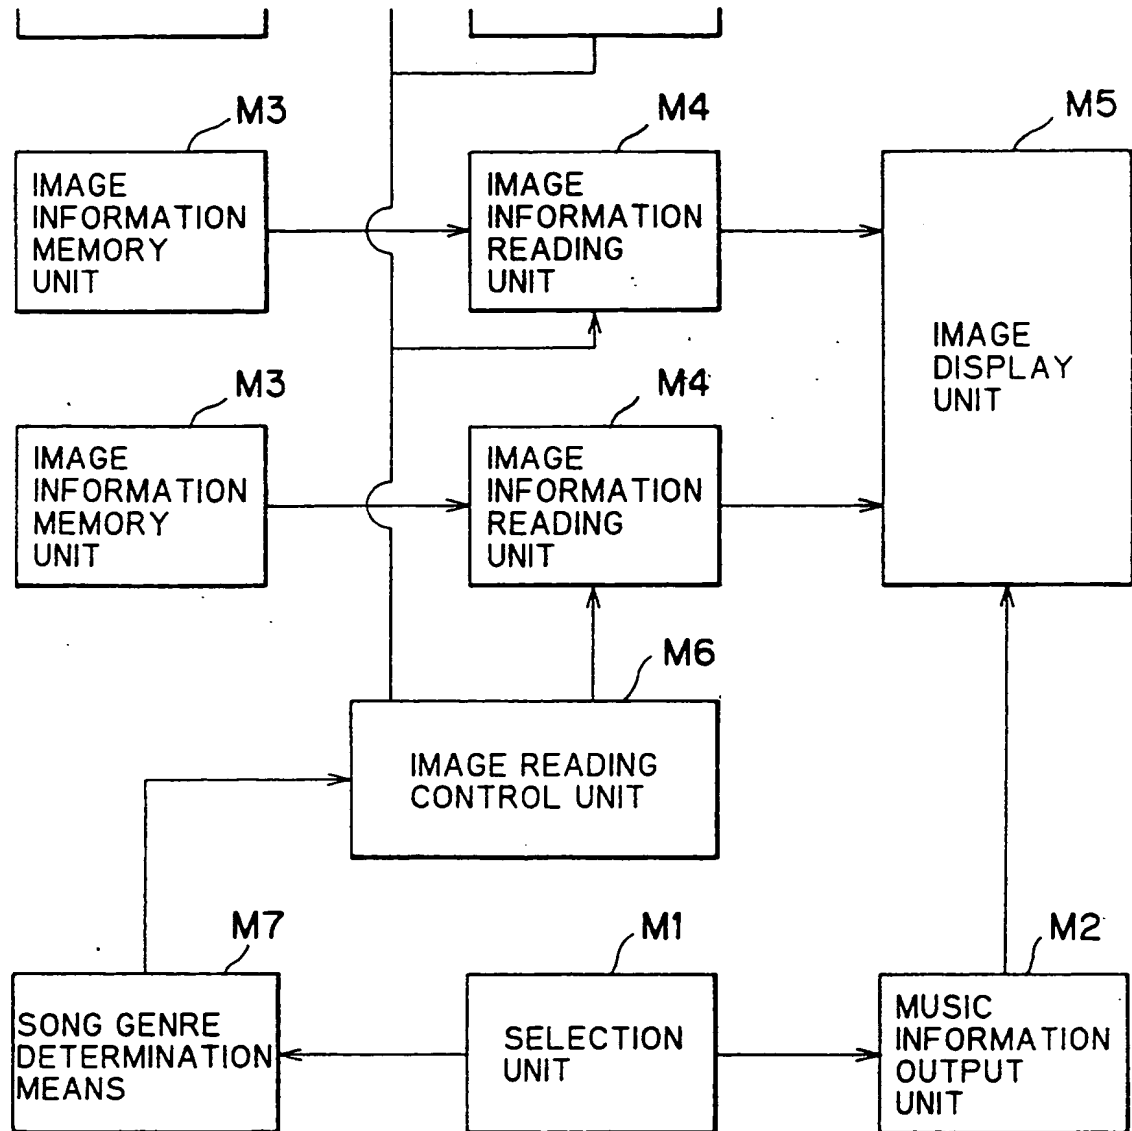 M3
M4
M5
IMAGE
INFORMATION
MEMORY
UNIT
IMAGE
INFORMATION
READING
UNIT
IMAGE
DISPLAY
UNIT
M3
M4
IMAGE
INFORMATION
MEMORY
UNIT
IMAGE
INFORMATION
READING
UNIT
M6
IMAGE READING
CONTROL UNIT
M7
M1
M2
SONG GENRE
DETERMINATION
MEANS
SELECTION
UNIT
MUSIC
INFORMATION
OUTPUT
UNIT